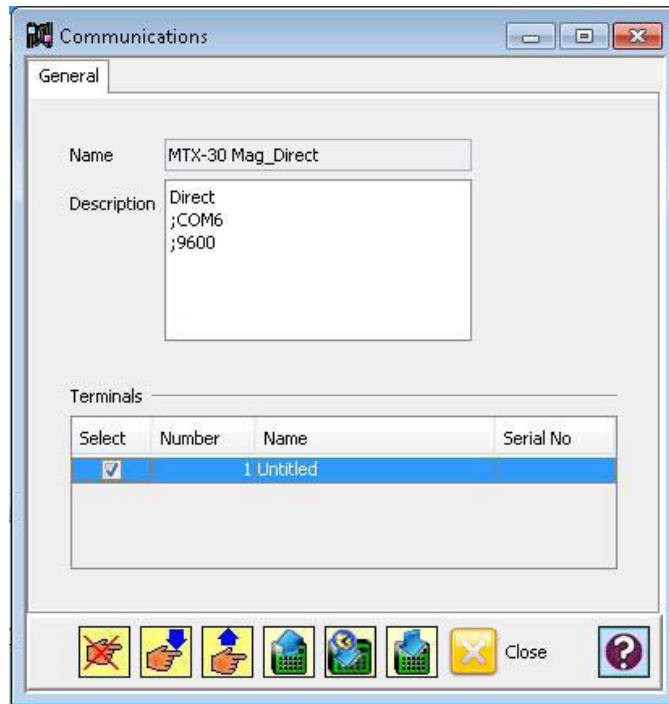 Communications
General
Name MTX-30 Mag_Direct
Description Direct
;COM6
;9600
Terminals
Select Number Name Serial No
1 Untitled
Close
?